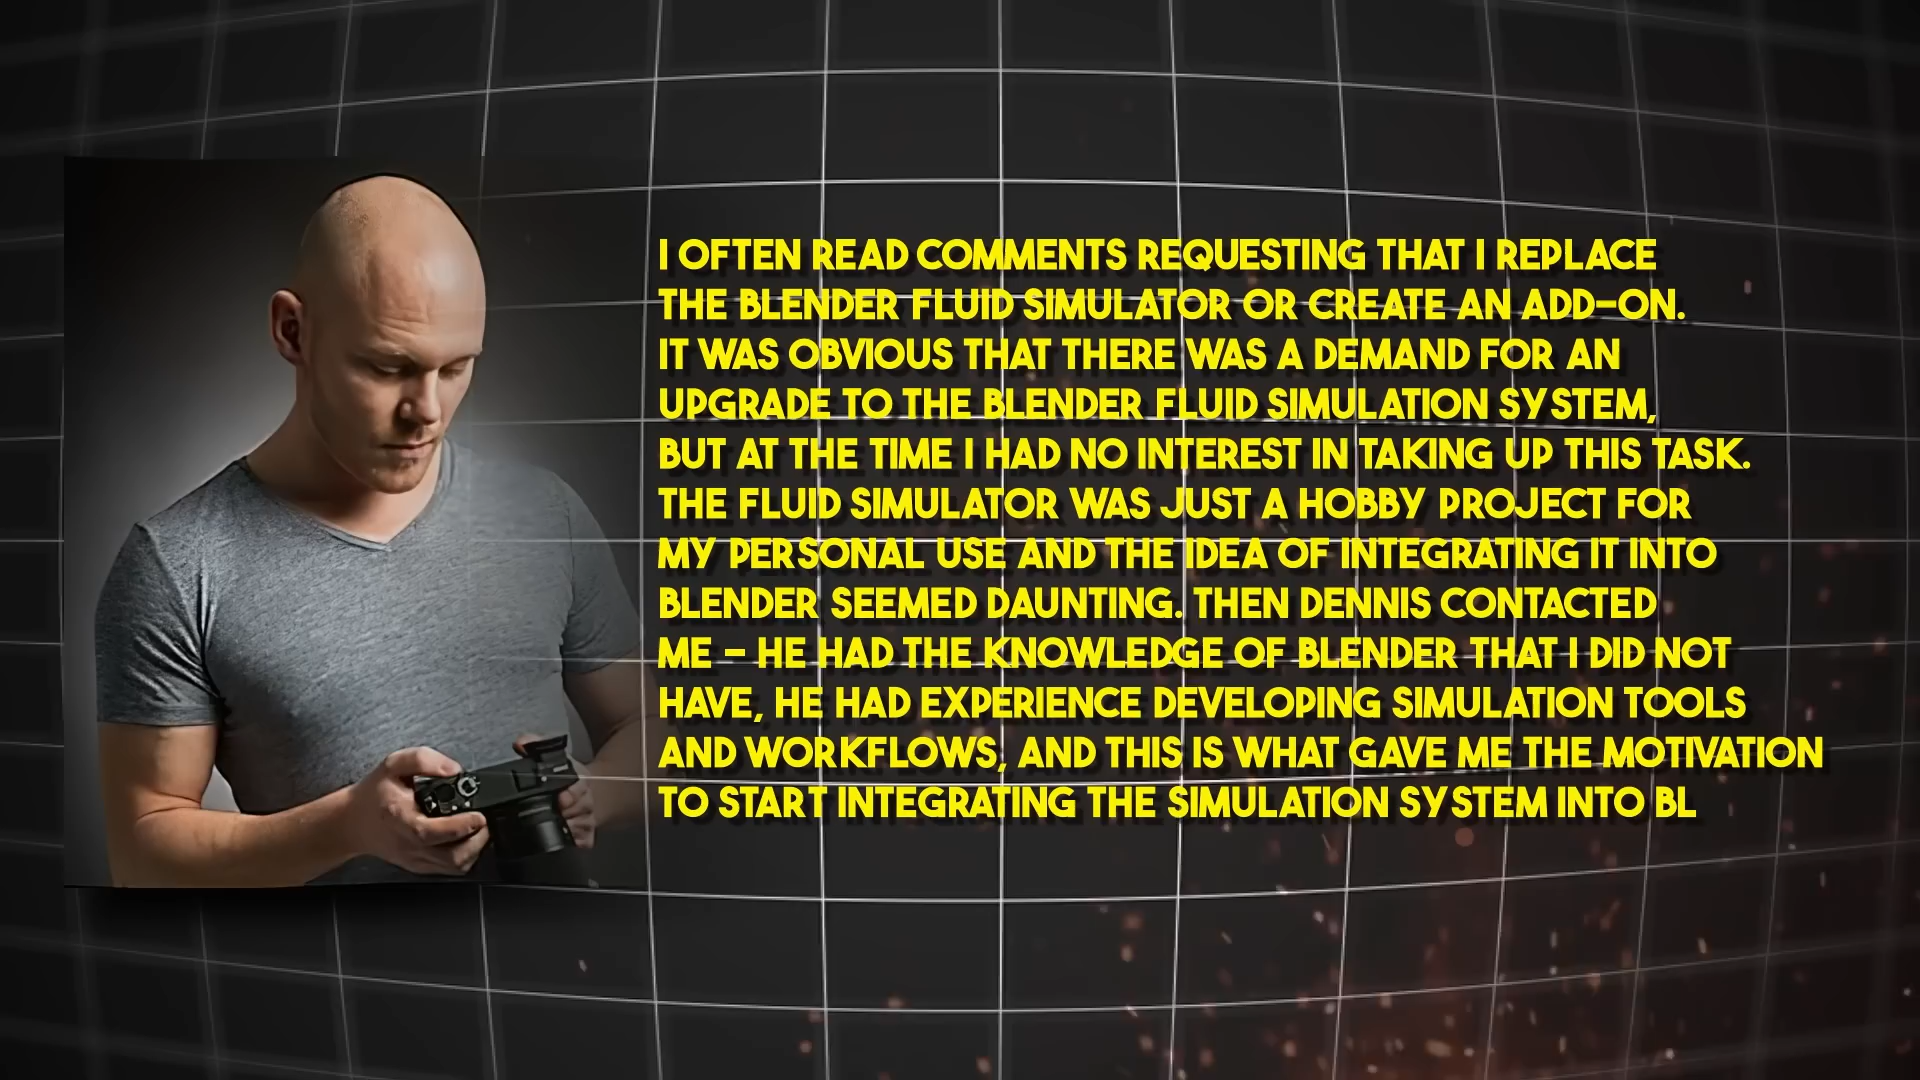 I OFTEN READ COMMENTS REQUESTING THAT I REPLACE
THE BLENDER FLUID SIMULATOR OR CREATE AN ADD-ON.
IT WAS OBVIOUS THAT THERE WAS A DEMAND FOR AN
UPGRADE TO THE BLENDER FLUID SIMULATION SYSTEM,
BUT AT THE TIME I HAD NO INTEREST IN TAKING UP THIS TASK.
THE FLUID SIMULATOR WAS JUST A HOBBY PROJECT FOR
MY PERSONAL USE AND THE IDEA OF INTEGRATING IT INTO
BLENDER SEEMED DAUNTING. THEN DENNIS CONTACTED
ME - HE HAD THE KNOWLEDGE OF BLENDER THAT I DID NOT
HAVE, HE HAD EXPERIENCE DEVELOPING SIMULATION TOOLS
AND WORKFLOWS, AND THIS IS WHAT GAVE ME THE MOTIVATION
TO START INTEGRATING THE SIMULATION SYSTEM INTO BL